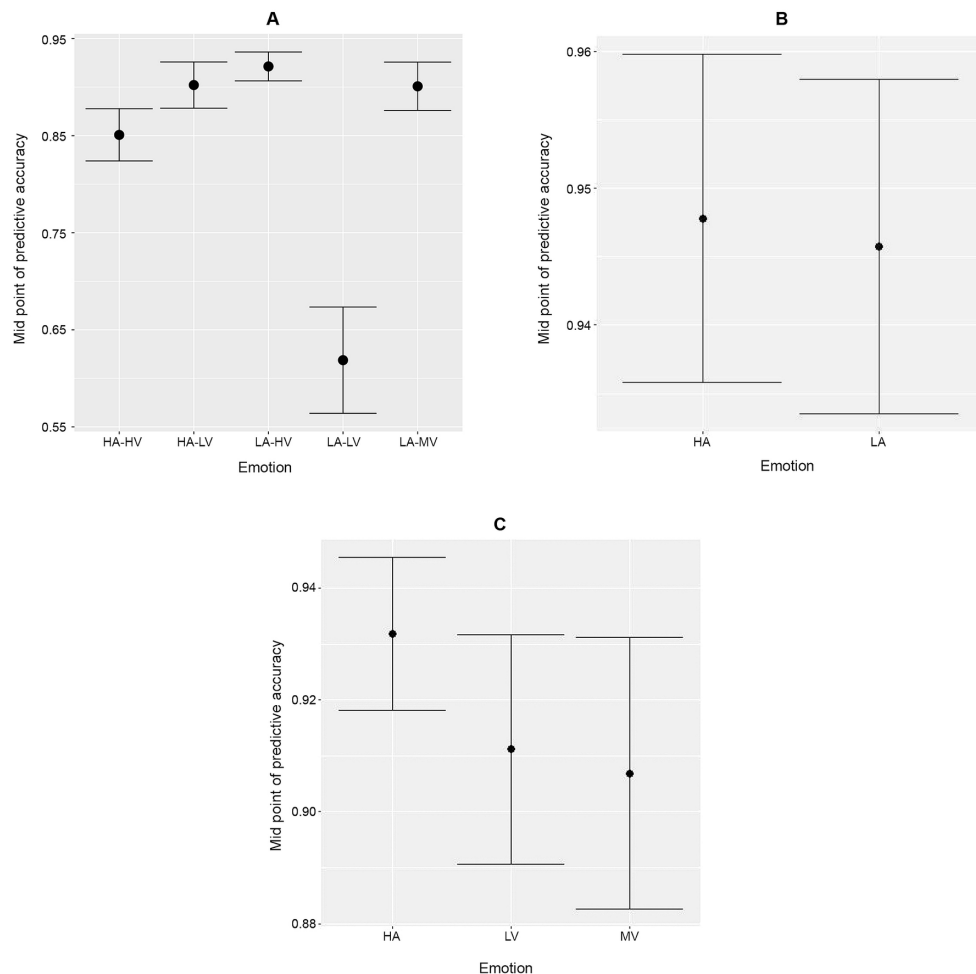 A
Mid point of predictive accuracy
0.95
0.85
0.75
0.65
0.55
HA-HV HA-LV LA-HV LA-LV LA-MV
Emotion
B
Mid point of predictive accuracy
0.96
0.95
0.94
HA LA
Emotion
C
Mid point of predictive accuracy
0.94
0.92
0.90
0.88
HA LV MV
Emotion